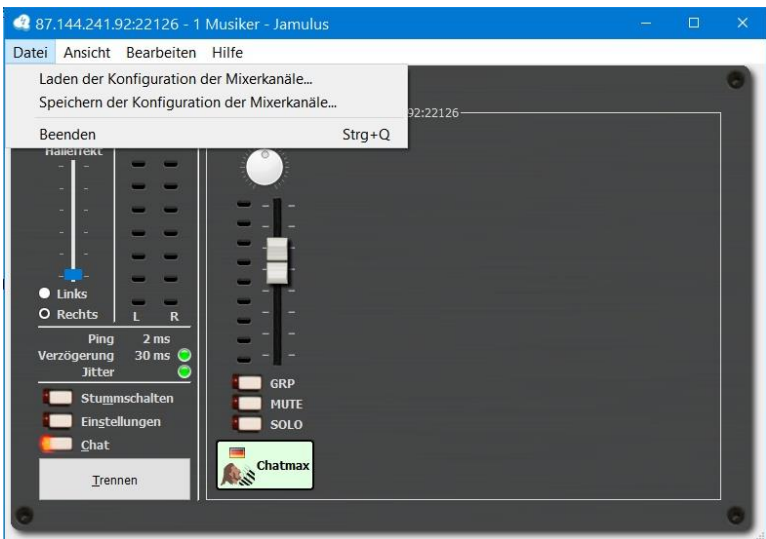 87.144.241.92:22126 - 1 Musiker - Jamulus
Datei Ansicht Bearbeiten Hilfe
Laden der Konfiguration der Mixerkanäle...
Speichern der Konfiguration der Mixerkanäle...
92:22126
Beenden Strg+Q
Halleffekt
Links
Rechts
L R
Ping 2 ms
Verzögerung 30 ms
Jitter
GRP
Stummschalten
MUTE
Einstellungen
SOLO
Chat
Chatmax
Trennen